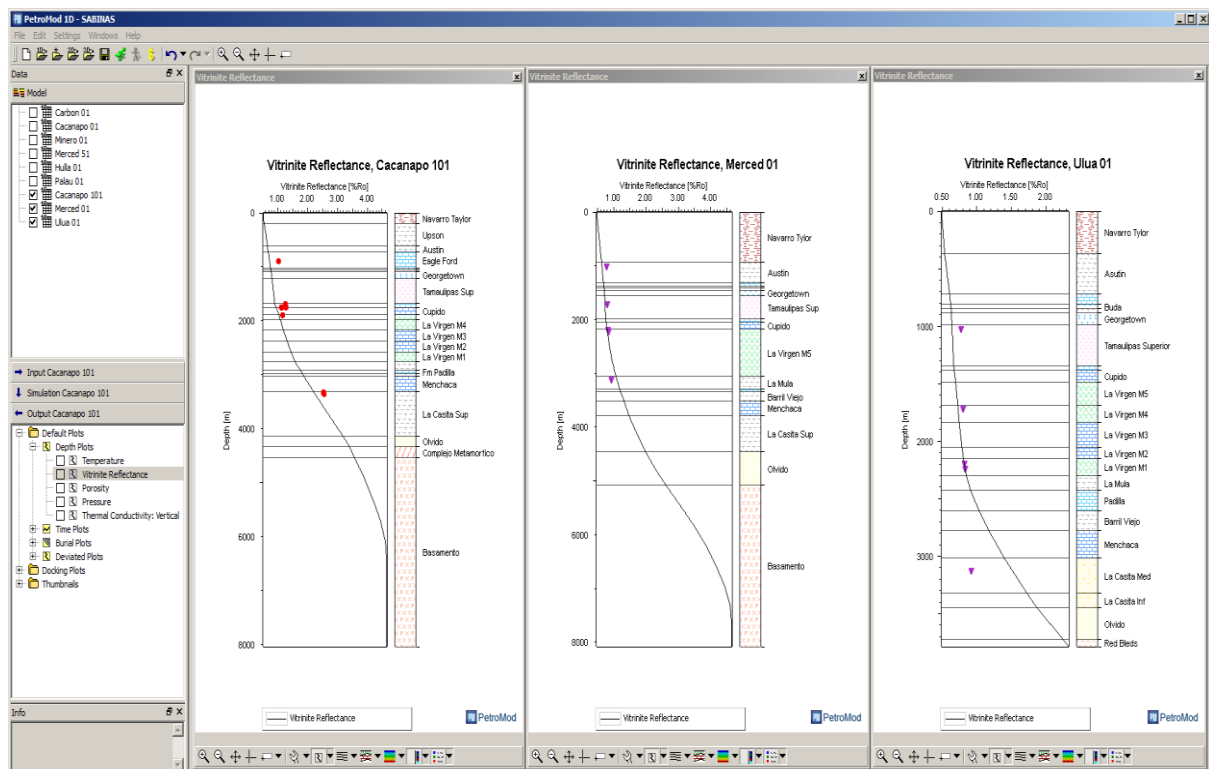 PetroMod 1D - SABINAS
File Edit Settings Windows Help
Data
Model
Carbon 01
Cacanapo 01
Minero 01
Merced 51
Hulla 01
Palau 01
Cacanapo 101
Merced 01
Ulua 01
Input Cacanapo 101
Simulation Cacanapo 101
Output Cacanapo 101
Default Plots
Depth Plots
Temperature
Vitrinite Reflectance
Porosity
Pressure
Thermal Conductivity: Vertical
Time Plots
Burial Plots
Deviated Plots
Docking Plots
Thumbnails
Info
Vitrinite Reflectance
Vitrinite Reflectance, Cacanapo 101
Vitrinite Reflectance [%Ro]
1.00 2.00 3.00 4.00
0
2000
4000
6000
8000
Depth [m]
Navarro Taylor
Upson
Austin
Eagle Ford
Georgetown
Tamaulipas Sup
Cupido
La Virgen M4
La Virgen M3
La Virgen M2
La Virgen M1
Fm Padilla
Menchaca
La Casita Sup
Olvido
Complejo Metamorfico
Basamento
Vitrinite Reflectance
PetroMod
Vitrinite Reflectance
Vitrinite Reflectance, Merced 01
Vitrinite Reflectance [%Ro]
1.00 2.00 3.00 4.00
0
2000
4000
6000
8000
Depth [m]
Navarro Tylor
Austin
Georgetown
Tamaulipas Sup
Cupido
La Virgen M5
La Mula
Barril Viejo
Menchaca
La Casita Sup
Olvido
Basamento
Vitrinite Reflectance
PetroMod
Vitrinite Reflectance
Vitrinite Reflectance, Ulua 01
Vitrinite Reflectance [%Ro]
0.50 1.00 2.00
0
1000
2000
3000
Depth [m]
Navarro Tylor
Asutin
Buda
Georgetown
Tamaulipas Superior
Cupido
La Virgen M5
La Virgen M4
La Virgen M3
La Virgen M2
La Virgen M1
La Mula
Padilla
Barril Viejo
Menchaca
La Casita Med
La Casita Inf
Olvido
Red Bleds
Vitrinite Reflectance
PetroMod